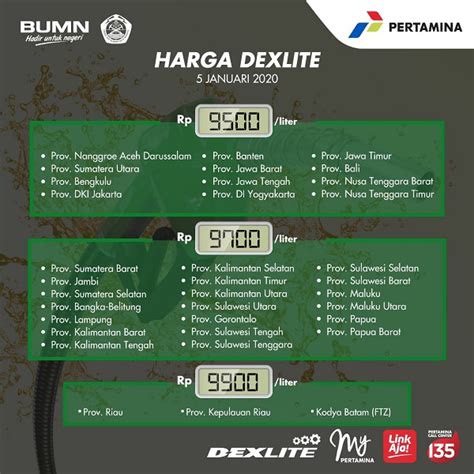 BUMN
Hadir untuk negeri
PERTAMINA
HARGA DEXLITE
5 JANUARI 2020
Rp 9500 /liter
• Prov. Nanggroe Aceh Darussalam
• Prov. Sumatera Utara
• Prov. Bengkulu
• Prov. DKI Jakarta
• Prov. Banten
• Prov. Jawa Barat
• Prov. Jawa Tengah
• Prov. DI Yogyakarta
• Prov. Jawa Timur
• Prov. Bali
• Prov. Nusa Tenggara Barat
• Prov. Nusa Tenggara Timur
Rp 9700 /liter
• Prov. Sumatera Barat
• Prov. Jambi
• Prov. Sumatera Selatan
• Prov. Bangka-Belitung
• Prov. Lampung
• Prov. Kalimantan Barat
• Prov. Kalimantan Tengah
• Prov. Kalimantan Selatan
• Prov. Kalimantan Timur
• Prov. Kalimantan Utara
• Prov. Sulawesi Utara
• Prov. Gorontalo
• Prov. Sulawesi Tengah
• Prov. Sulawesi Tenggara
• Prov. Sulawesi Selatan
• Prov. Sulawesi Barat
• Prov. Maluku
• Prov. Maluku Utara
• Prov. Papua
• Prov. Papua Barat
Rp 9900 /liter
• Prov. Riau
• Prov. Kepulauan Riau
• Kodya Batam (FTZ)
DEXLITE
My
PERTAMINA
Link
Aja!
PERTAMINA
CALL CENTER
135